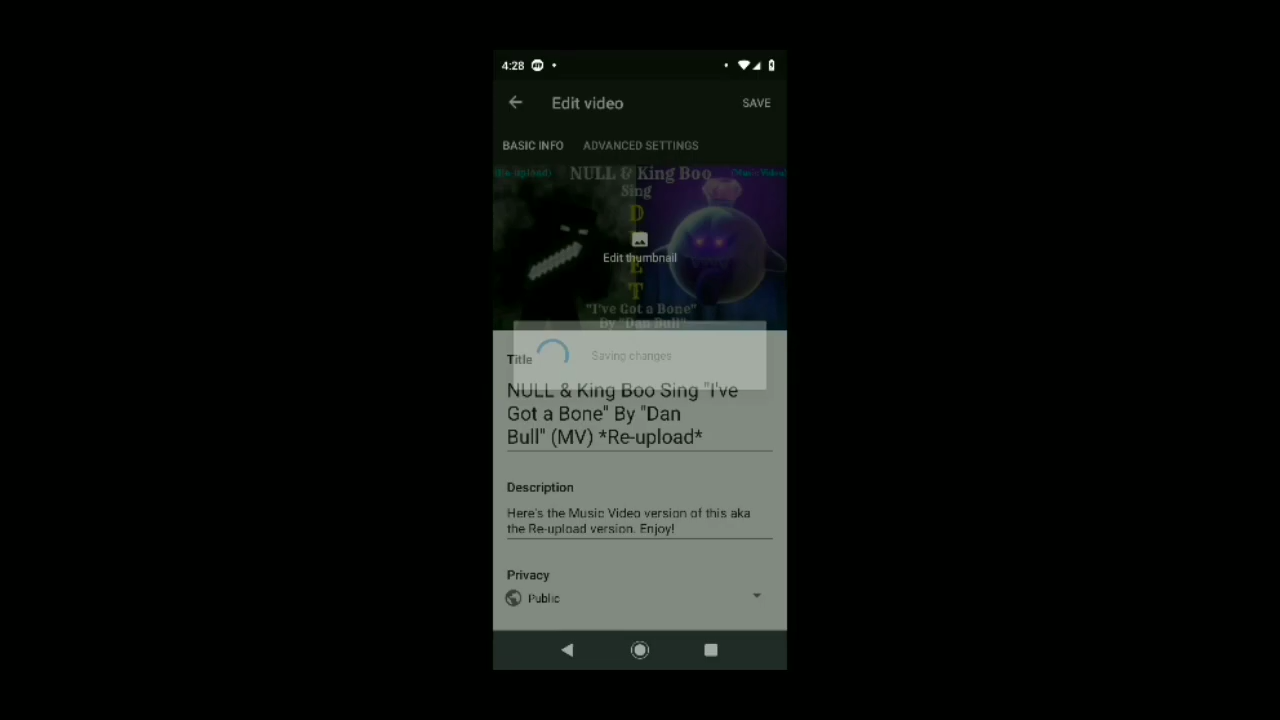 4:28
Edit video
SAVE
BASIC INFO
ADVANCED SETTINGS
NULL & King Boo
(Music Video)
Sing
D
E
T
Edit thumbnail
"I've Got a Bone"
By "Dan Bull"
Title
Saving changes
NULL & King Boo Sing "I've
Got a Bone" By "Dan
Bull" (MV) *Re-upload*
Description
Here's the Music Video version of this aka
the Re-upload version. Enjoy!
Privacy
Public